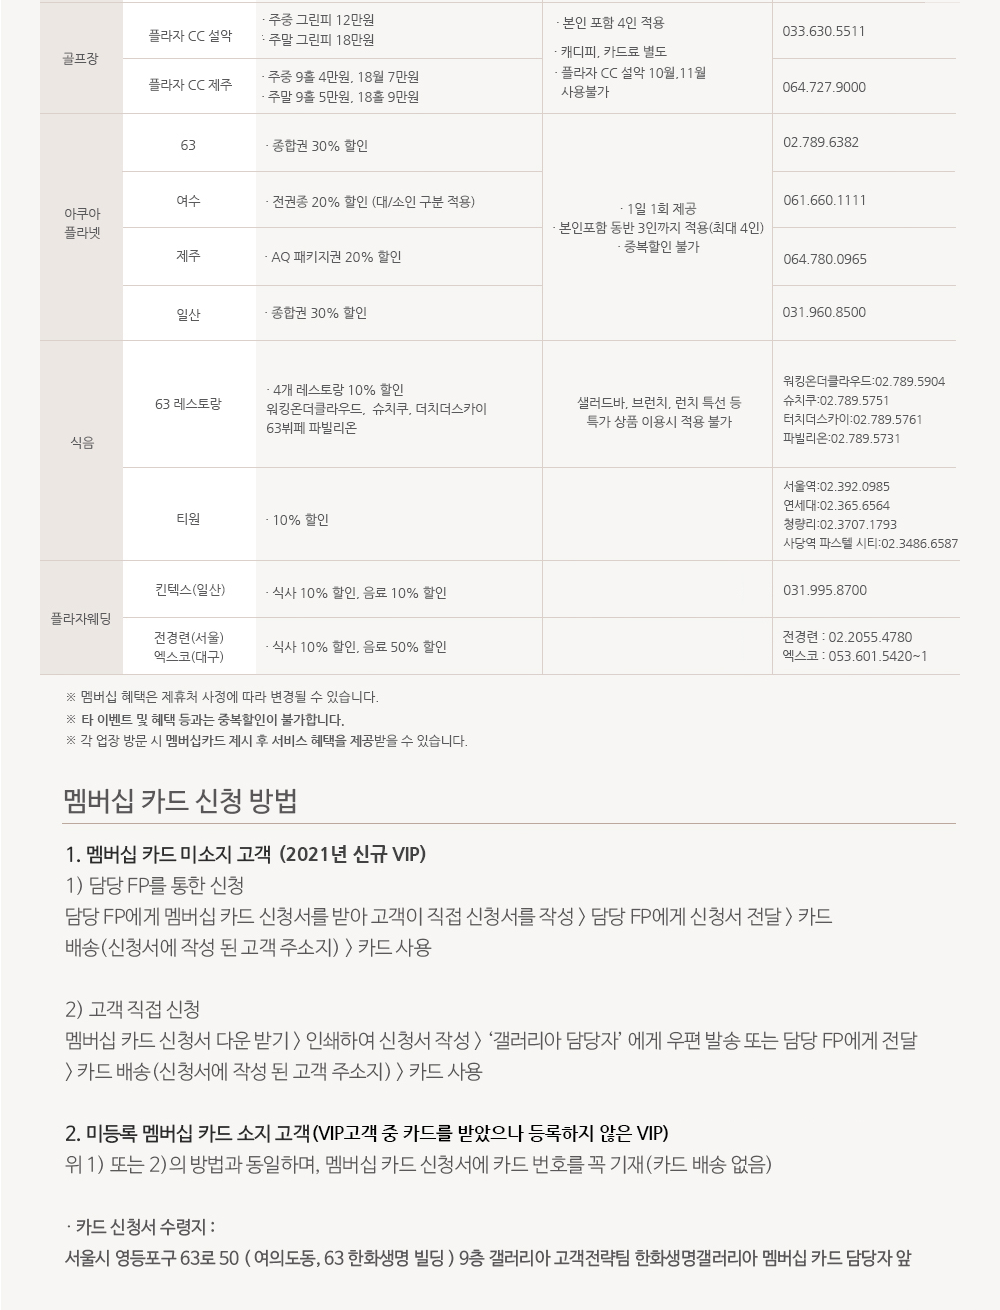 골프장
플라자 CC 설악
· 주중 그린피 12만원
· 주말 그린피 18만원
· 본인 포함 4인 적용
· 캐디피, 카드료 별도
· 플라자 CC 설악 10월,11월
사용불가
033.630.5511
플라자 CC 제주
· 주중 9홀 4만원, 18월 7만원
· 주말 9홀 5만원, 18홀 9만원
064.727.9000
아쿠아
플라넷
63
· 종합권 30% 할인
02.789.6382
여수
· 전권종 20% 할인 (대/소인 구분 적용)
· 1일 1회 제공
· 본인포함 동반 3인까지 적용(최대 4인)
· 중복할인 불가
061.660.1111
제주
· AQ 패키지권 20% 할인
064.780.0965
일산
· 종합권 30% 할인
031.960.8500
식음
63 레스토랑
· 4개 레스토랑 10% 할인
워킹온더클라우드, 슈치쿠, 더치더스카이
63뷔페 파빌리온
샐러드바, 브런치, 런치 특선 등
특가 상품 이용시 적용 불가
워킹온더클라우드:02.789.5904
슈치쿠:02.789.5751
터치더스카이:02.789.5761
파빌리온:02.789.5731
티원
· 10% 할인
서울역:02.392.0985
연세대:02.365.6564
청량리:02.3707.1793
사당역 파스텔 시티:02.3486.6587
플라자웨딩
킨텍스(일산)
· 식사 10% 할인, 음료 10% 할인
031.995.8700
전경련(서울)
엑스코(대구)
· 식사 10% 할인, 음료 50% 할인
전경련 : 02.2055.4780
엑스코 : 053.601.5420~1
※ 멤버십 혜택은 제휴처 사정에 따라 변경될 수 있습니다.
※ 타 이벤트 및 혜택 등과는 중복할인이 불가합니다.
※ 각 업장 방문 시 멤버십카드 제시 후 서비스 혜택을 제공받을 수 있습니다.
멤버십 카드 신청 방법
1. 멤버십 카드 미소지 고객 (2021년 신규 VIP)
1) 담당 FP를 통한 신청
담당 FP에게 멤버십 카드 신청서를 받아 고객이 직접 신청서를 작성 > 담당 FP에게 신청서 전달 > 카드
배송(신청서에 작성 된 고객 주소지) > 카드 사용
2) 고객 직접 신청
멤버십 카드 신청서 다운 받기 > 인쇄하여 신청서 작성 > ‘갤러리아 담당자’ 에게 우편 발송 또는 담당 FP에게 전달
> 카드 배송(신청서에 작성 된 고객 주소지) > 카드 사용
2. 미등록 멤버십 카드 소지 고객(VIP고객 중 카드를 받았으나 등록하지 않은 VIP)
위 1) 또는 2)의 방법과 동일하며, 멤버십 카드 신청서에 카드 번호를 꼭 기재(카드 배송 없음)
· 카드 신청서 수령지 :
서울시 영등포구 63로 50 ( 여의도동, 63 한화생명 빌딩 ) 9층 갤러리아 고객전략팀 한화생명갤러리아 멤버십 카드 담당자 앞